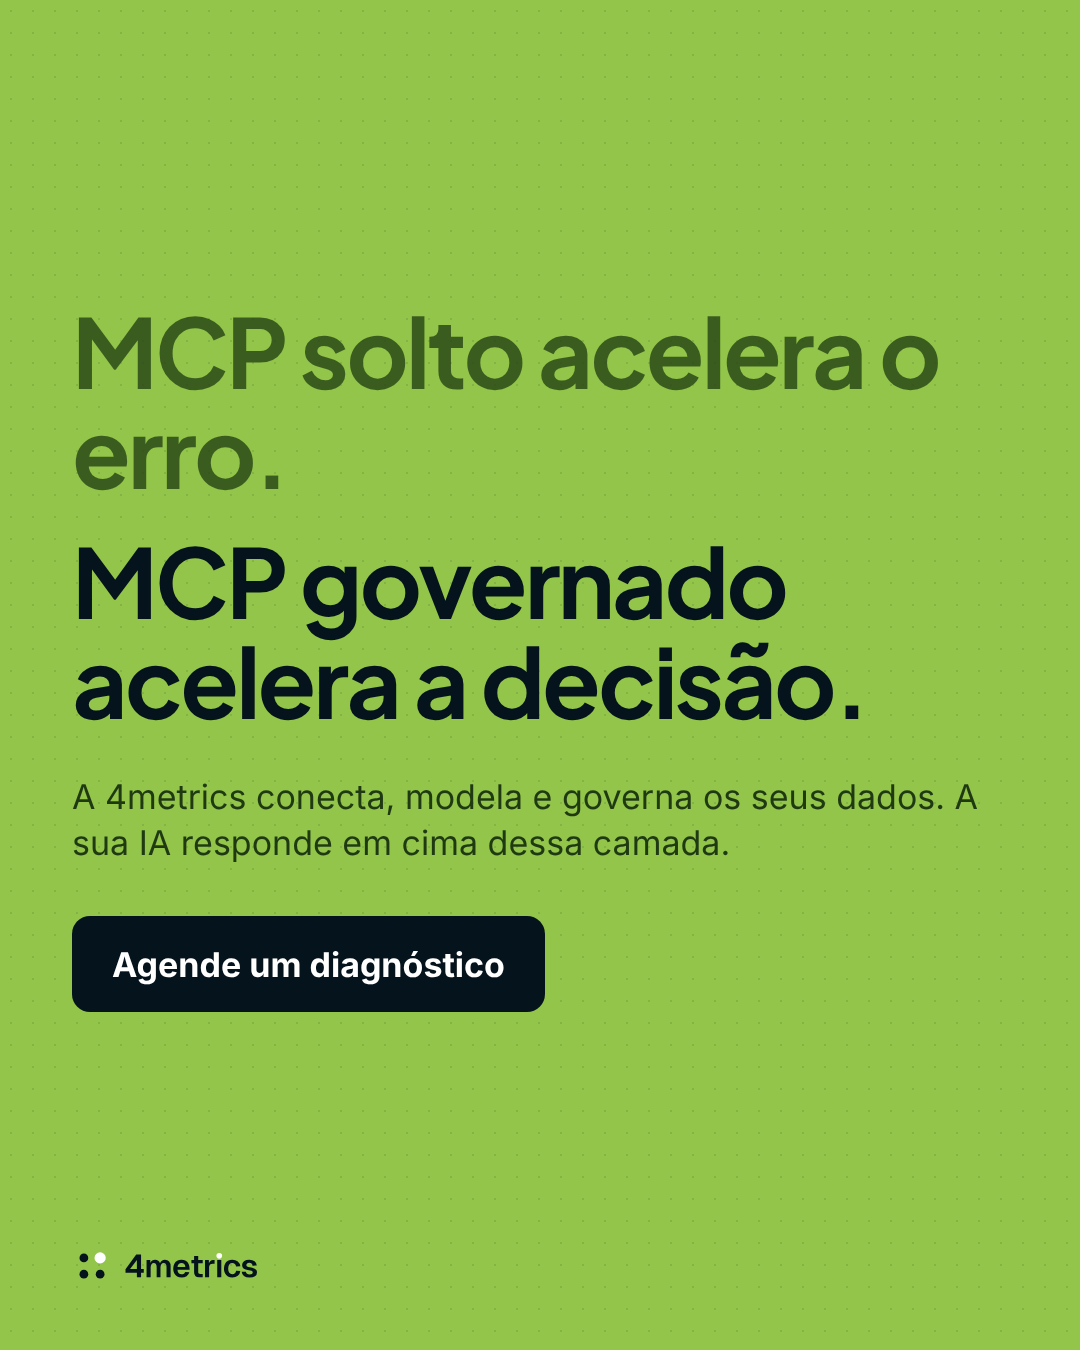 MCP solto acelera o
erro.
MCP governado
acelera a decisão.
A 4metrics conecta, modela e governa os seus dados. A
sua IA responde em cima dessa camada.
Agende um diagnóstico
4metrics